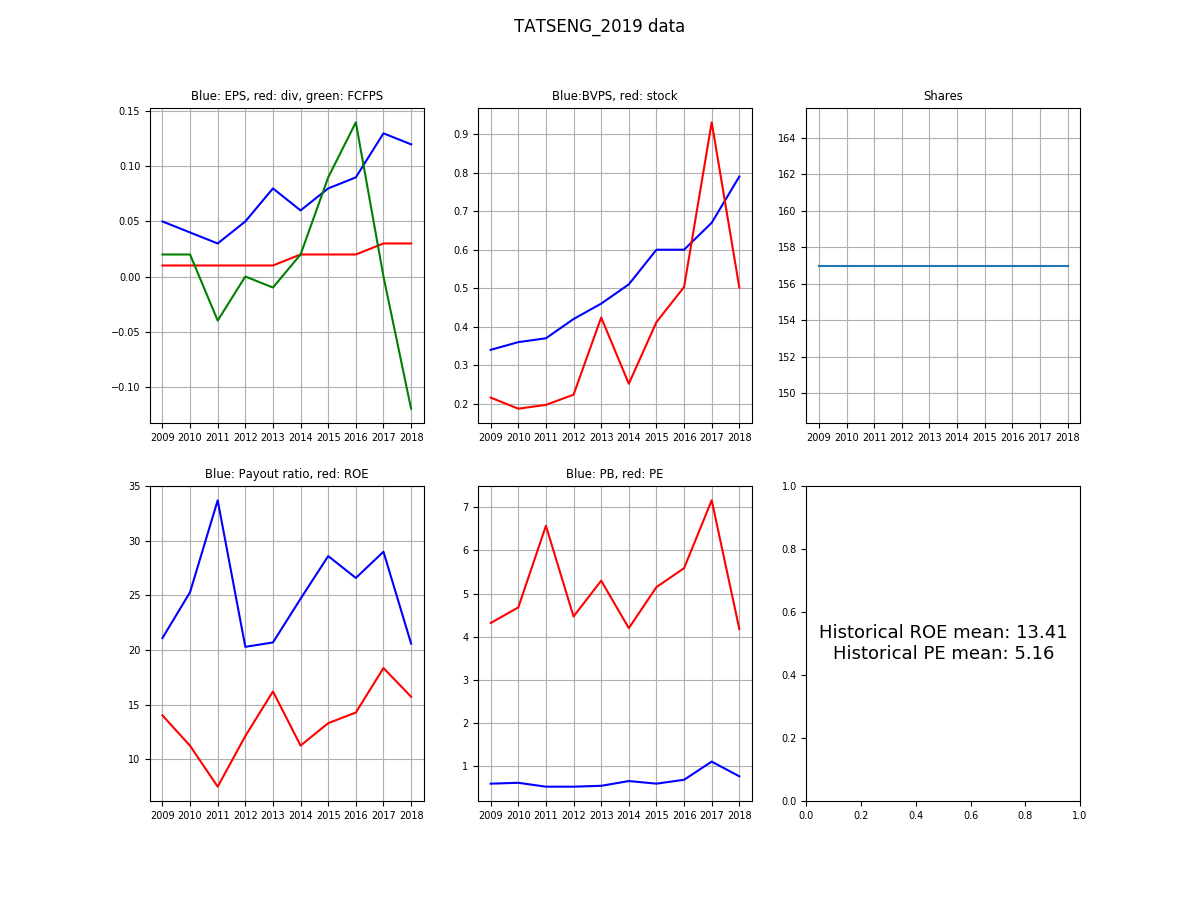 TATSENG_2019 data
Blue: EPS, red: div, green: FCFPS
0.15
0.10
0.05
0.00
−0.05
−0.10
2009 2010 2011 2012 2013 2014 2015 2016 2017 2018
Blue:BVPS, red: stock
0.9
0.8
0.7
0.6
0.5
0.4
0.3
0.2
2009 2010 2011 2012 2013 2014 2015 2016 2017 2018
Shares
164
162
160
158
156
154
152
150
2009 2010 2011 2012 2013 2014 2015 2016 2017 2018
Blue: Payout ratio, red: ROE
35
30
25
20
15
10
2009 2010 2011 2012 2013 2014 2015 2016 2017 2018
Blue: PB, red: PE
7
6
5
4
3
2
1
2009 2010 2011 2012 2013 2014 2015 2016 2017 2018
1.0
0.8
0.6
0.4
0.2
0.0
Historical ROE mean: 13.41
Historical PE mean: 5.16
0.0 0.2 0.4 0.6 0.8 1.0